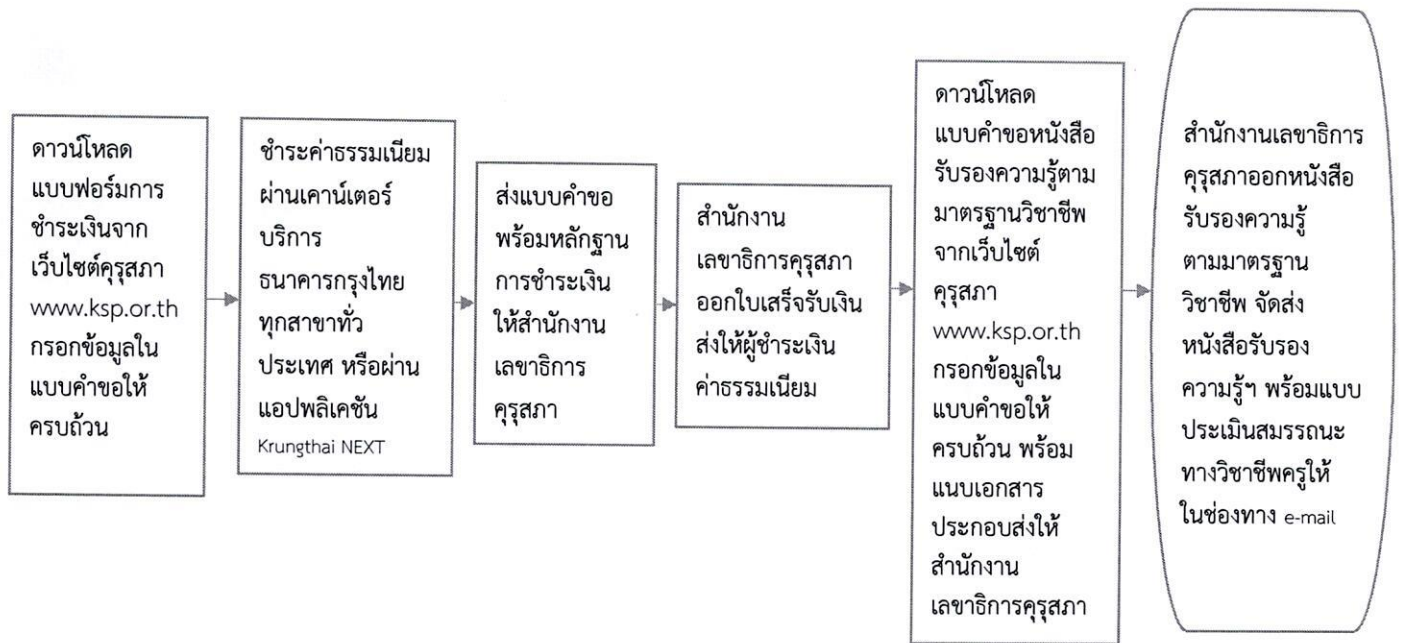 ดาวน์โหลด
แบบฟอร์มการ
ชำระเงินจาก
เว็บไซต์คุรุสภา
www.ksp.or.th
กรอกข้อมูลใน
แบบคำขอให้
ครบถ้วน
ชำระค่าธรรมเนียม
ผ่านเคาน์เตอร์
บริการ
ธนาคารกรุงไทย
ทุกสาขาทั่ว
ประเทศ หรือผ่าน
แอปพลิเคชัน
Krungthai NEXT
ส่งแบบคำขอ
พร้อมหลักฐาน
การชำระเงิน
ให้สำนักงาน
เลขาธิการ
คุรุสภา
สำนักงาน
เลขาธิการคุรุสภา
ออกใบเสร็จรับเงิน
ส่งให้ผู้ชำระเงิน
ค่าธรรมเนียม
ดาวน์โหลด
แบบคำขอหนังสือ
รับรองความรู้ตาม
มาตรฐานวิชาชีพ
จากเว็บไซต์
คุรุสภา
www.ksp.or.th
กรอกข้อมูลใน
แบบคำขอให้
ครบถ้วน พร้อม
แนบเอกสาร
ประกอบส่งให้
สำนักงาน
เลขาธิการคุรุสภา
สำนักงานเลขาธิการ
คุรุสภาออกหนังสือ
รับรองความรู้
ตามมาตรฐาน
วิชาชีพ จัดส่ง
หนังสือรับรอง
ความรู้ฯ พร้อมแบบ
ประเมินสมรรถนะ
ทางวิชาชีพครูให้
ในช่องทาง e-mail